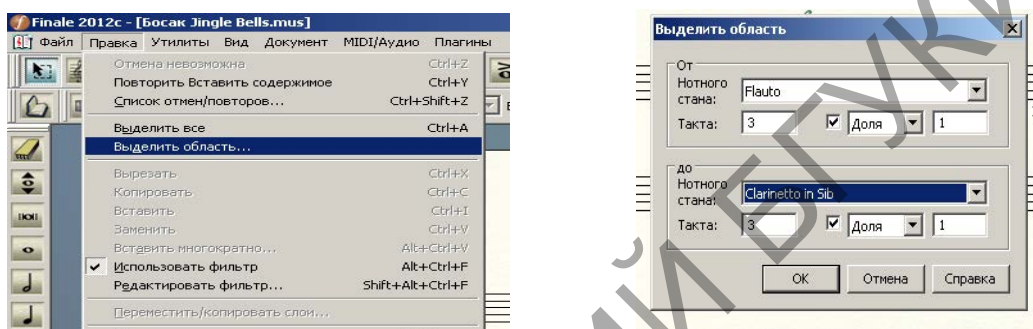 Finale 2012c - [Босак Jingle Bells.mus]
Файл Правка Утилиты Вид Документ MIDI/Аудио Плагины
Отмена невозможна Ctrl+Z
Повторить Вставить содержимое Ctrl+Y
Список отмен/повторов... Ctrl+Shift+Z
Выделить все Ctrl+A
Выделить область...
Вырезать Ctrl+X
Копировать Ctrl+C
Вставить Ctrl+I
Заменить Ctrl+V
Вставить многократно... Alt+Ctrl+V
Использовать фильтр Alt+Ctrl+F
Редактировать фильтр... Shift+Alt+Ctrl+F
Переместить/копировать слои...
Выделить область
От
Нотного стана: Flauto
Такта: 3 Доля 1
до
Нотного стана: Clarinetto in Sib
Такта: 3 Доля 1
OK Отмена Справка
Й БГУКИ